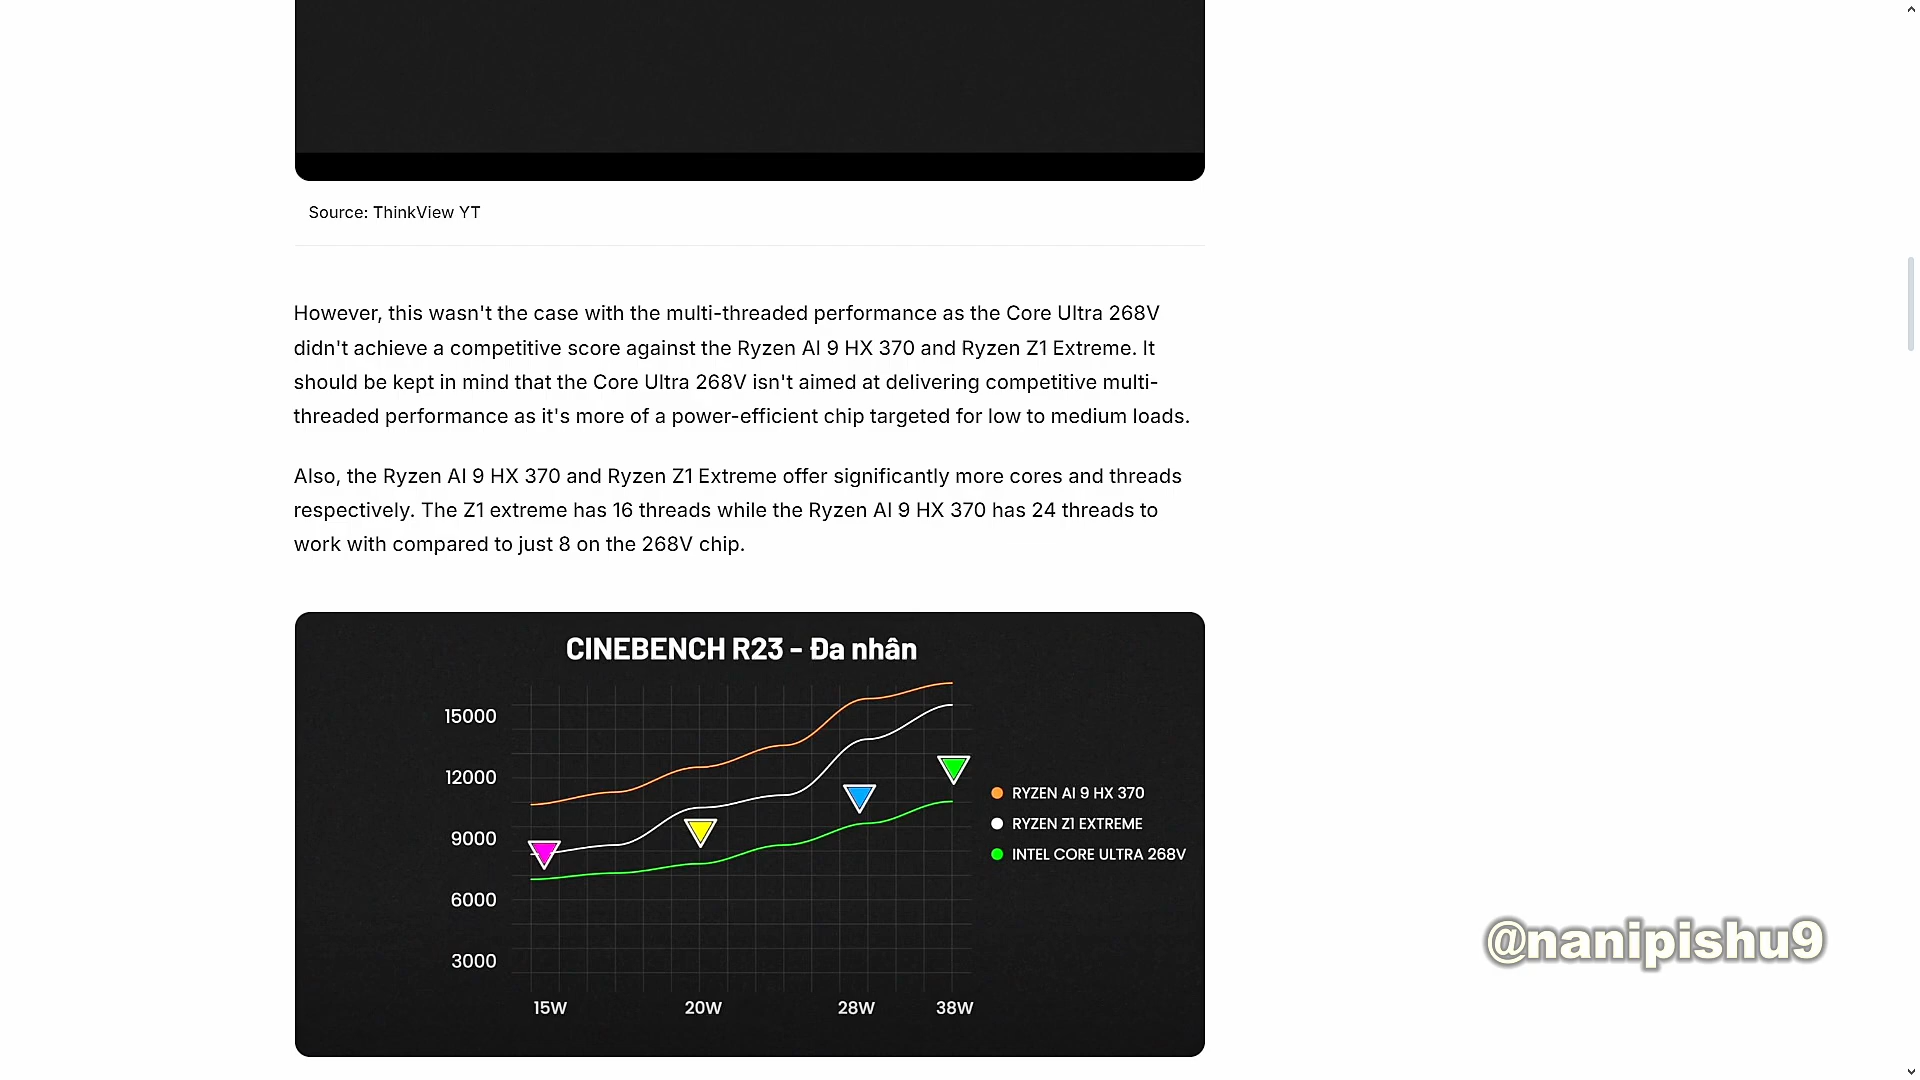 Source: ThinkView YT
However, this wasn't the case with the multi-threaded performance as the Core Ultra 268V
didn't achieve a competitive score against the Ryzen AI 9 HX 370 and Ryzen Z1 Extreme. It
should be kept in mind that the Core Ultra 268V isn't aimed at delivering competitive multi-
threaded performance as it's more of a power-efficient chip targeted for low to medium loads.
Also, the Ryzen AI 9 HX 370 and Ryzen Z1 Extreme offer significantly more cores and threads
respectively. The Z1 extreme has 16 threads while the Ryzen AI 9 HX 370 has 24 threads to
work with compared to just 8 on the 268V chip.
CINEBENCH R23 - Đa nhân
15000
12000
9000
6000
3000
15W 20W 28W 38W
RYZEN AI 9 HX 370
RYZEN Z1 EXTREME
INTEL CORE ULTRA 268V
@nanipishu9